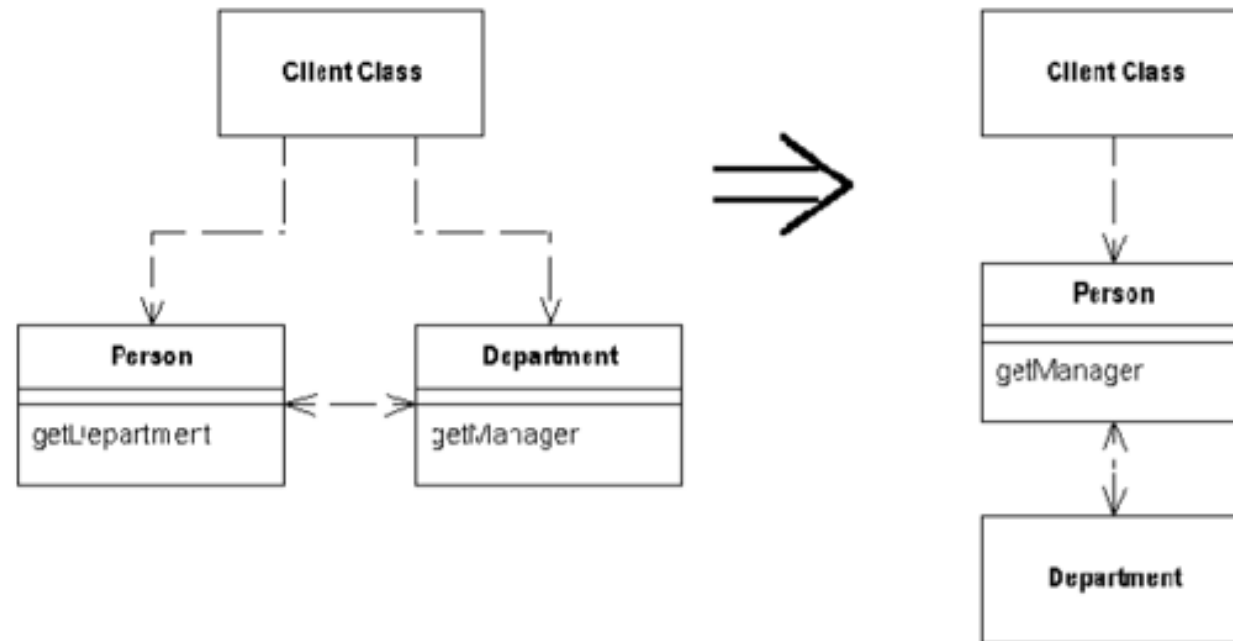 Client Class
Person
getDepartment
Department
getManager
Client Class
Person
getManager
Department